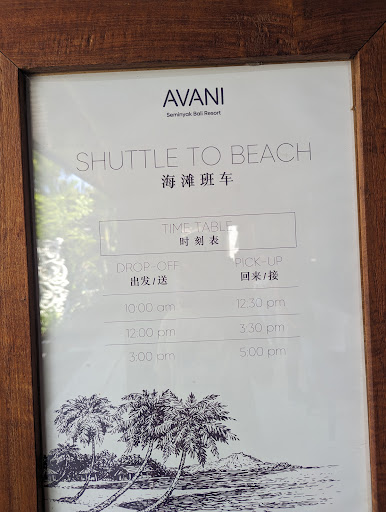 AVANI
Seminyak Bali Resort
SHUTTLE TO BEACH
海滩班车
TIME TABLE
时刻表
DROP-OFF PICK-UP
出发/送 回来/接
10:00 am 12:30 pm
12:00 pm 3:30 pm
3:00 pm 5:00 pm